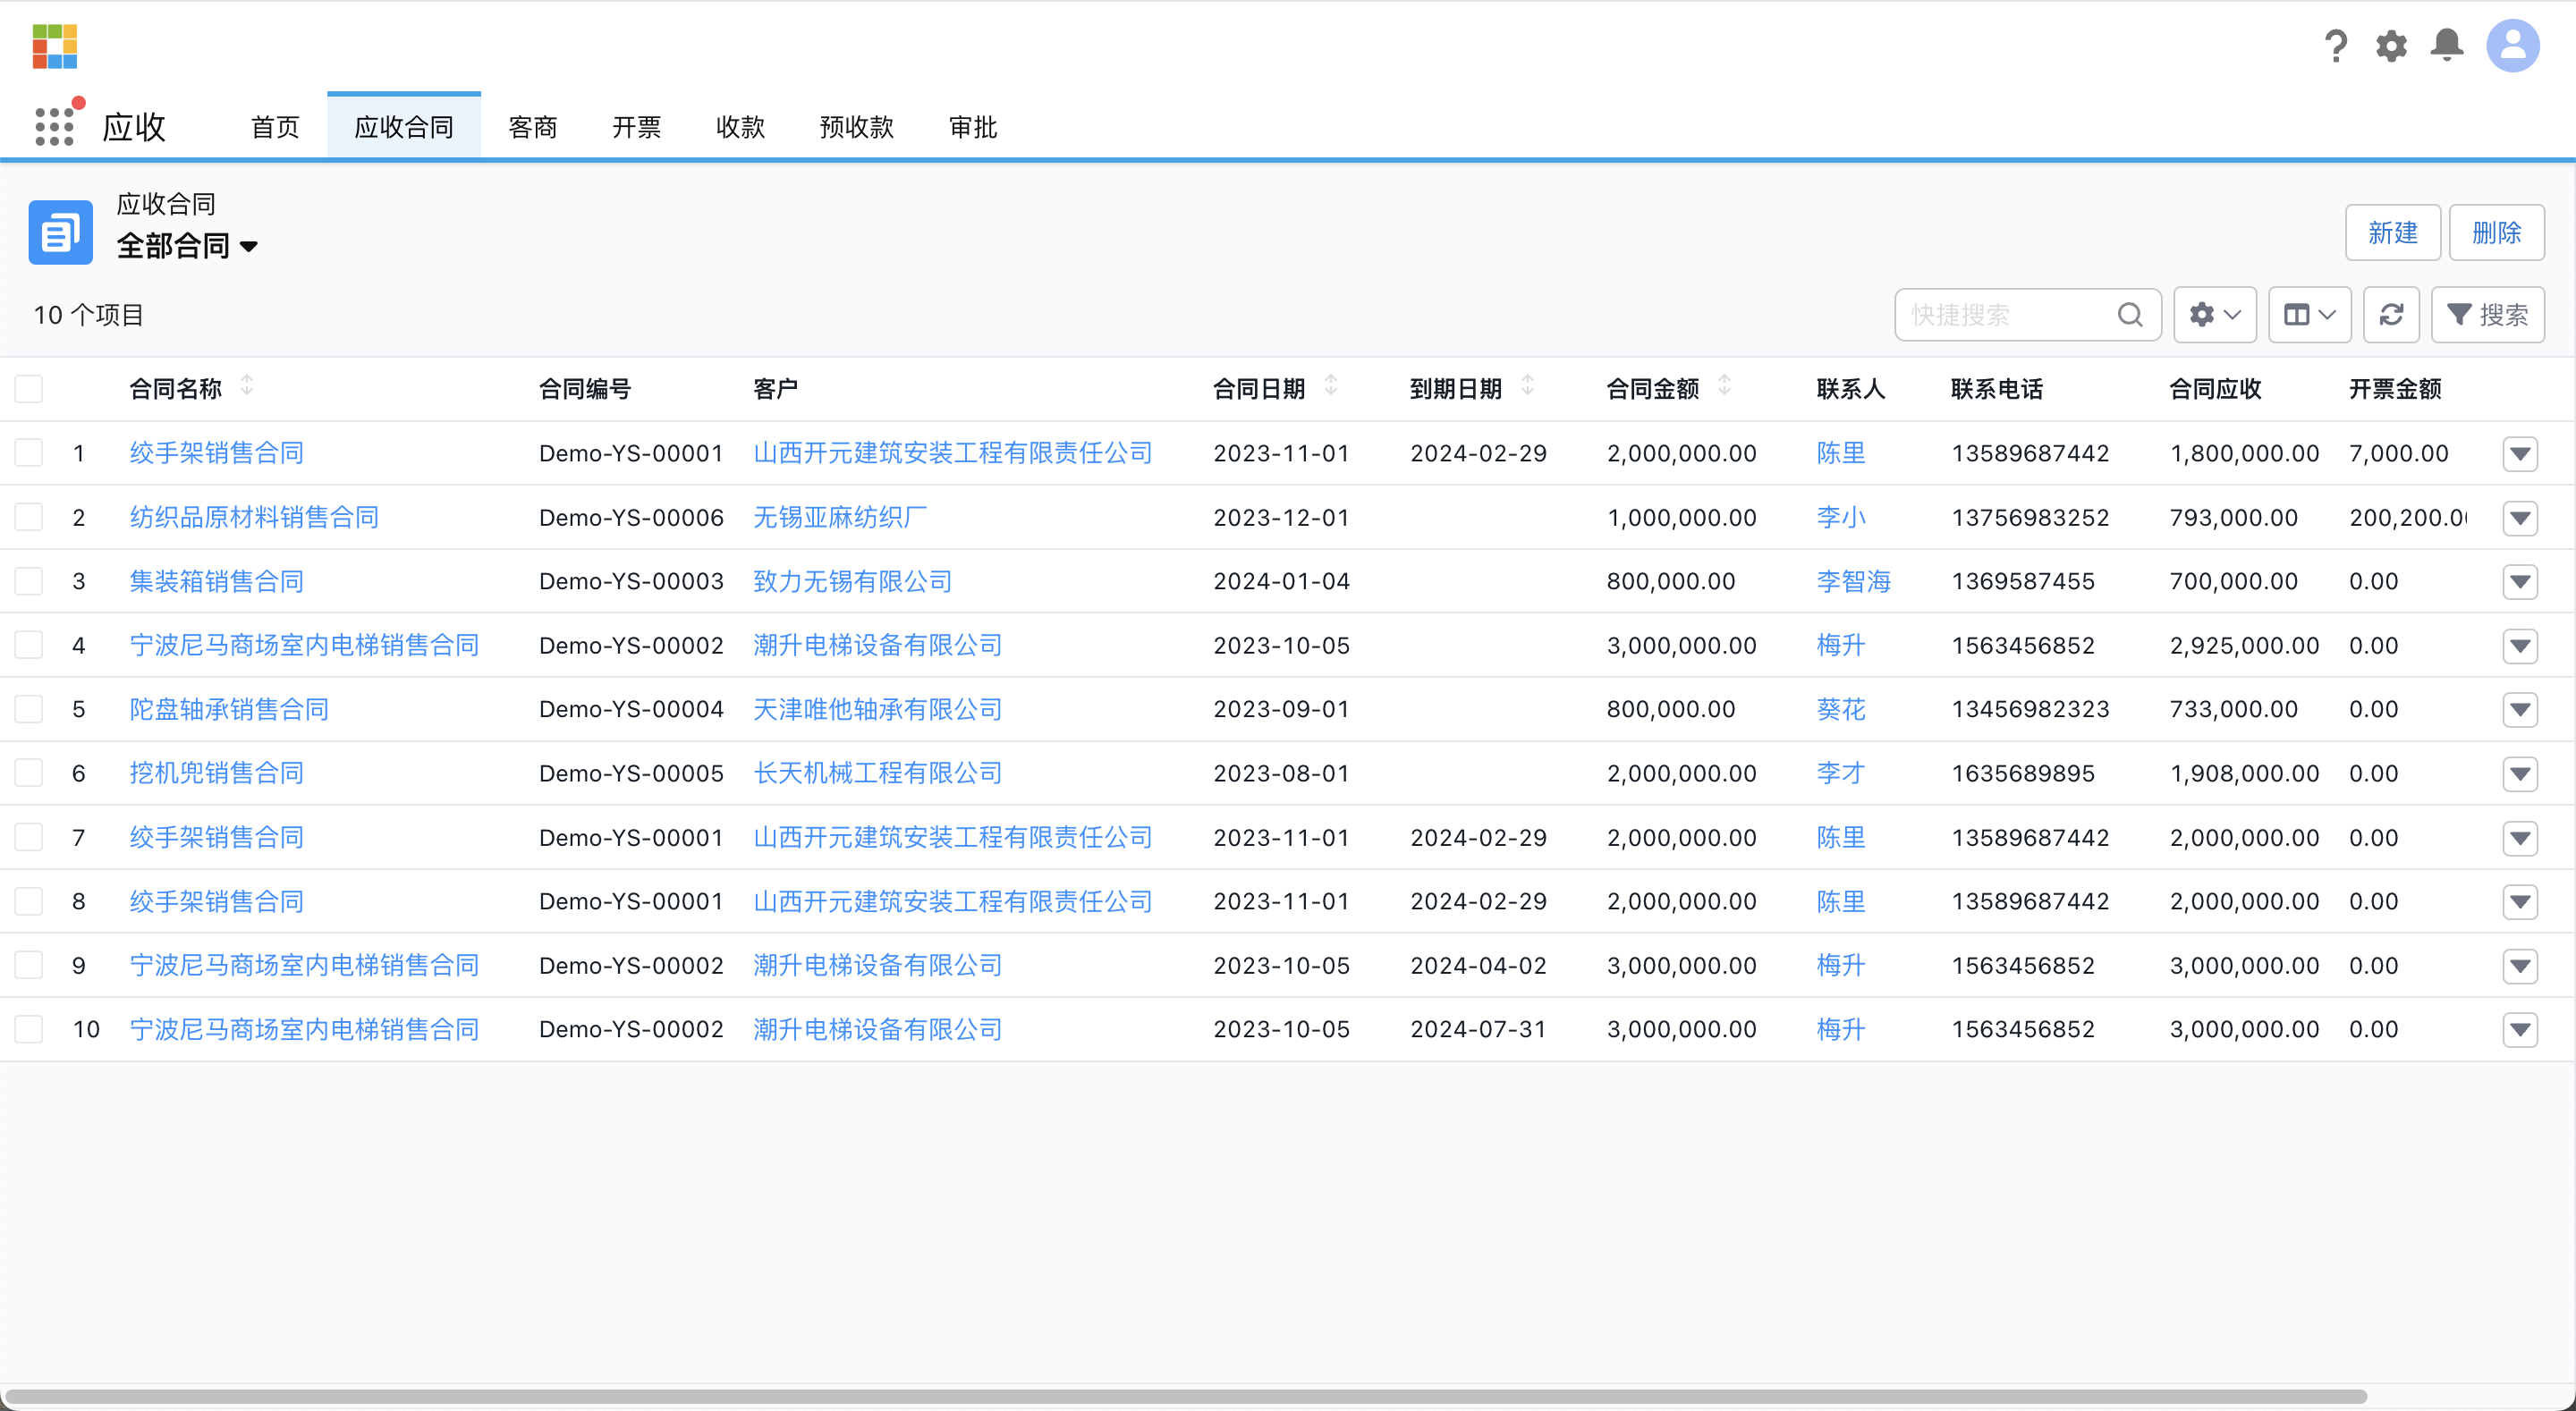 应收 首页 应收合同 客商 开票 收款 预收款 审批
应收合同
全部合同
新建 删除
10 个项目
快捷搜索 搜索
合同名称 合同编号 客户 合同日期 到期日期 合同金额 联系人 联系电话 合同应收 开票金额
1 绞手架销售合同 Demo-YS-00001 山西开元建筑安装工程有限责任公司 2023-11-01 2024-02-29 2,000,000.00 陈里 13589687442 1,800,000.00 7,000.00
2 纺织品原材料销售合同 Demo-YS-00006 无锡亚麻纺织厂 2023-12-01 1,000,000.00 李小 13756983252 793,000.00 200,200.0
3 集装箱销售合同 Demo-YS-00003 致力无锡有限公司 2024-01-04 800,000.00 李智海 1369587455 700,000.00 0.00
4 宁波尼马商场室内电梯销售合同 Demo-YS-00002 潮升电梯设备有限公司 2023-10-05 3,000,000.00 梅升 1563456852 2,925,000.00 0.00
5 陀盘轴承销售合同 Demo-YS-00004 天津唯他轴承有限公司 2023-09-01 800,000.00 葵花 13456982323 733,000.00 0.00
6 挖机兜销售合同 Demo-YS-00005 长天机械工程有限公司 2023-08-01 2,000,000.00 李才 1635689895 1,908,000.00 0.00
7 绞手架销售合同 Demo-YS-00001 山西开元建筑安装工程有限责任公司 2023-11-01 2024-02-29 2,000,000.00 陈里 13589687442 2,000,000.00 0.00
8 绞手架销售合同 Demo-YS-00001 山西开元建筑安装工程有限责任公司 2023-11-01 2024-02-29 2,000,000.00 陈里 13589687442 2,000,000.00 0.00
9 宁波尼马商场室内电梯销售合同 Demo-YS-00002 潮升电梯设备有限公司 2023-10-05 2024-04-02 3,000,000.00 梅升 1563456852 3,000,000.00 0.00
10 宁波尼马商场室内电梯销售合同 Demo-YS-00002 潮升电梯设备有限公司 2023-10-05 2024-07-31 3,000,000.00 梅升 1563456852 3,000,000.00 0.00